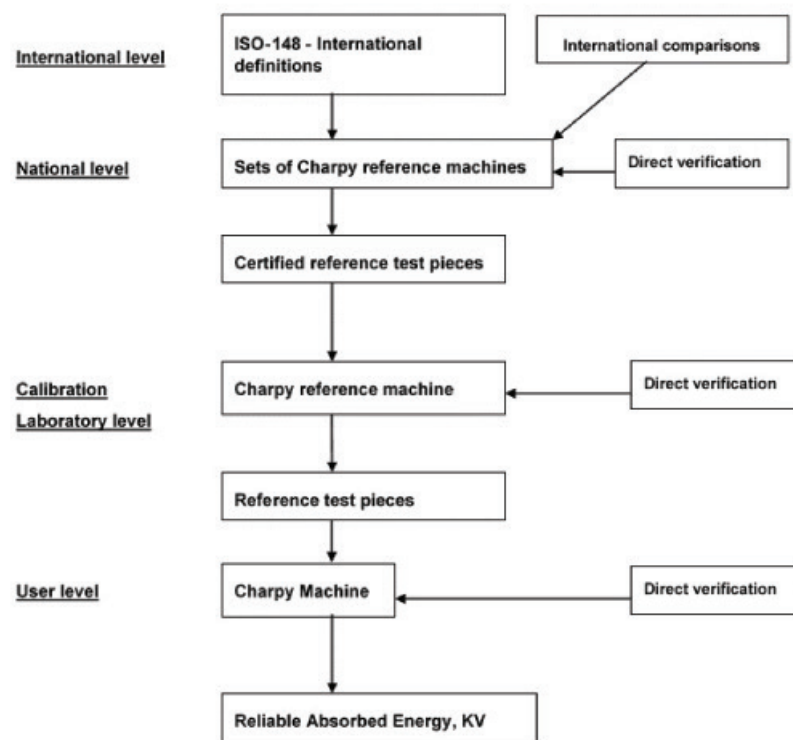 International level
ISO-148 - International
definitions
International comparisons
National level
Sets of Charpy reference machines
Direct verification
Certified reference test pieces
Calibration
Laboratory level
Charpy reference machine
Direct verification
Reference test pieces
User level
Charpy Machine
Direct verification
Reliable Absorbed Energy, KV